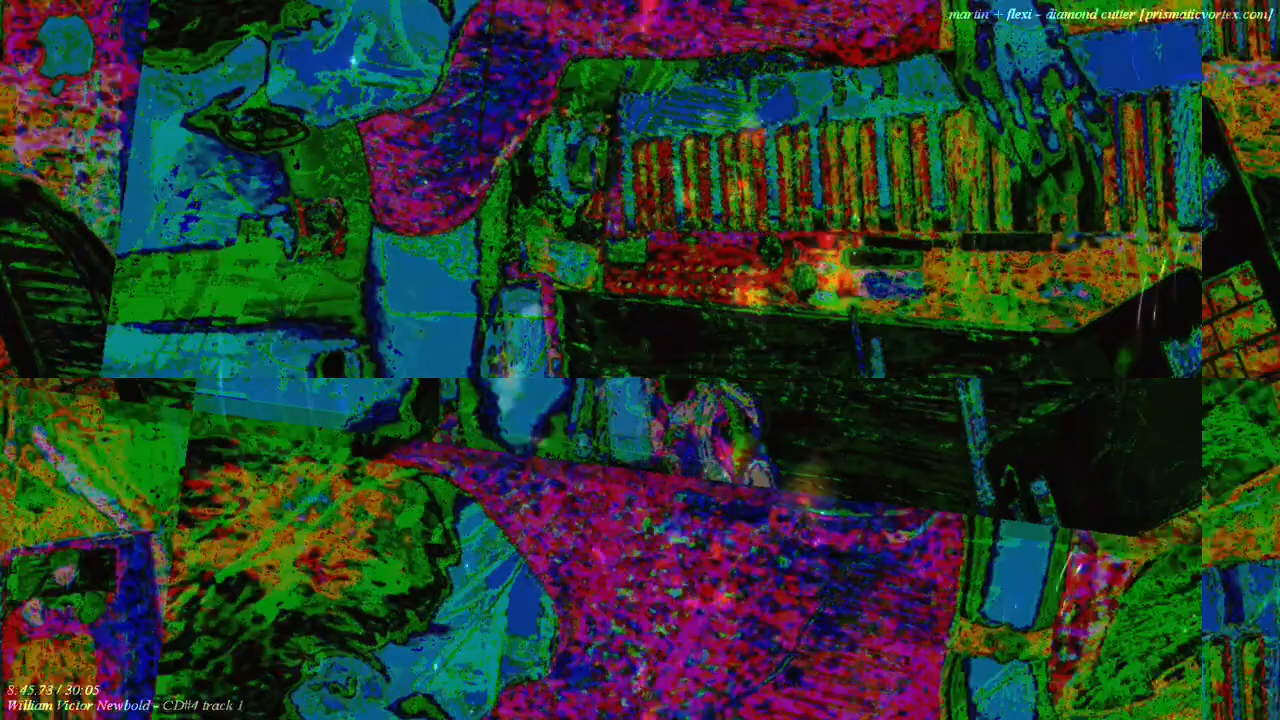 martin + flexi - diamond cutter [prismaticvortex.com]
8:45.73 / 30:05
William Victor Newbold - CD#4 track 1